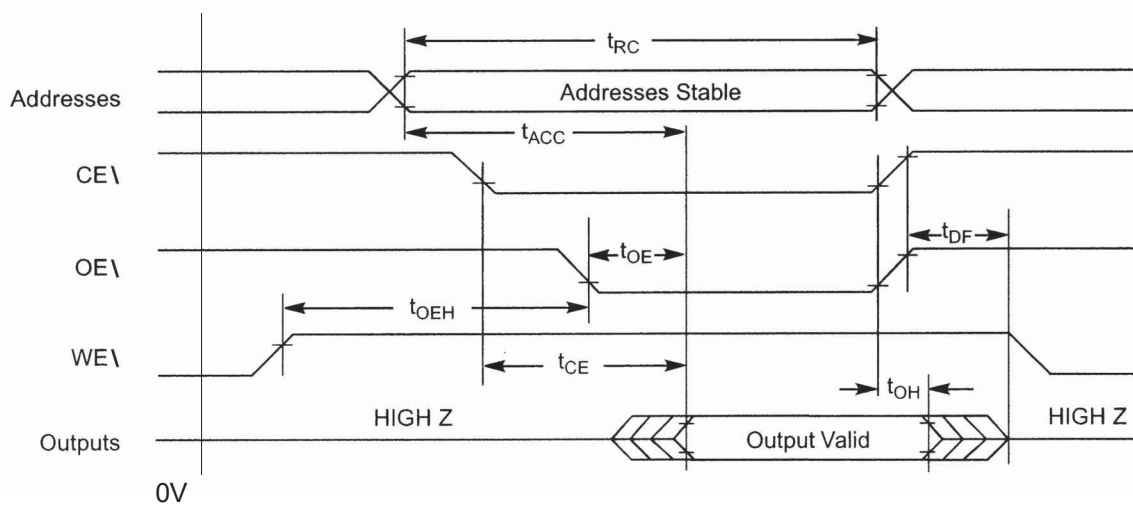 tRC
Addresses
Addresses Stable
tACC
CE\
OE\
tOE
tDF
tOEH
WE\
tCE
tOH
HIGH Z
HIGH Z
Outputs
Output Valid
0V